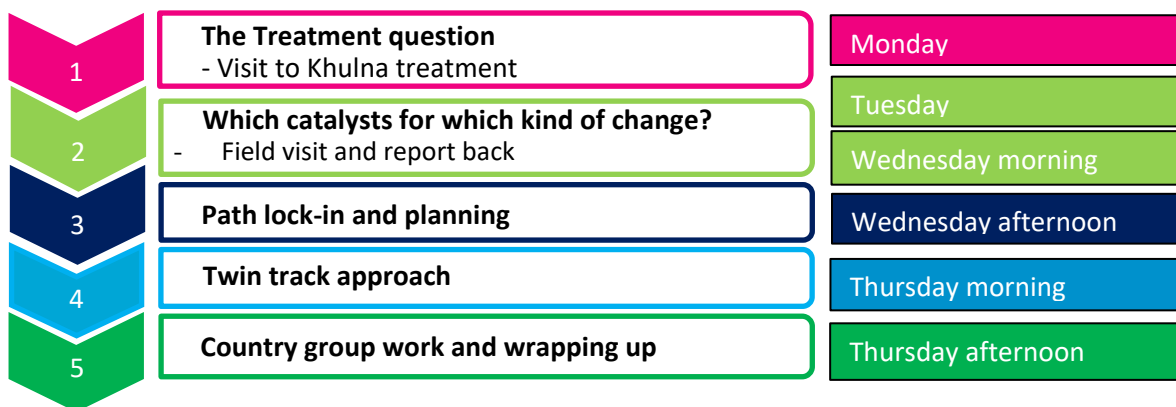 1
The Treatment question
- Visit to Khulna treatment
Monday
2
Which catalysts for which kind of change?
- Field visit and report back
Tuesday
Wednesday morning
3
Path lock-in and planning
Wednesday afternoon
4
Twin track approach
Thursday morning
5
Country group work and wrapping up
Thursday afternoon